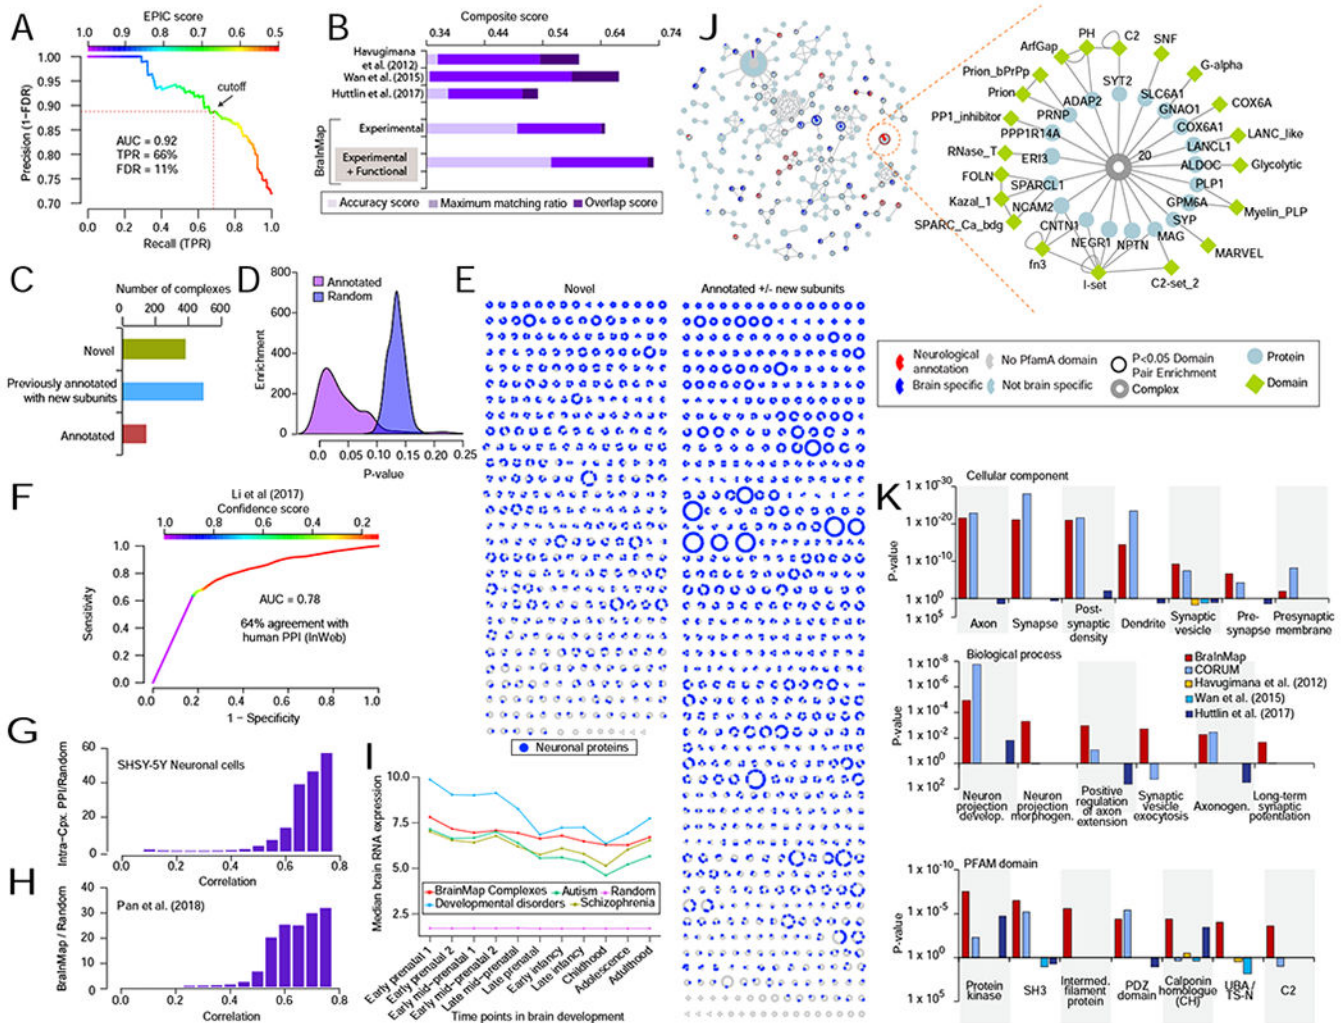 A
EPIC score
1.0 0.9 0.8 0.7 0.6 0.5
1.00
0.95
0.90
0.85
0.80
0.75
0.70
Precision (1−FDR)
cutoff
AUC = 0.92
TPR = 66%
FDR = 11%
0.0 0.2 0.4 0.6 0.8 1.0
Recall (TPR)
B
Composite score
0.34 0.44 0.54 0.64 0.74
Havugimana
et al. (2012)
Wan et al. (2015)
Huttlin et al. (2017)
BraInMap
Experimental
Experimental
+ Functional
Accuracy score Maximum matching ratio Overlap score
C
Number of complexes
0 200 400 600
Novel
Previously annotated
with new subunits
Annotated
D
800
600
400
200
0
Enrichment
Annotated
Random
0.0 0.05 0.10 0.15 0.20 0.25
P-value
E
Novel
Annotated +/- new subunits
Neuronal proteins
F
Li et al (2017)
Confidence score
1.0 0.8 0.6 0.4 0.2
1.0
0.8
0.6
0.4
0.2
0.0
Sensitivity
AUC = 0.78
64% agreement with
human PPI (InWeb)
0.0 0.2 0.4 0.6 0.8 1.0
1 − Specificity
G
60
40
20
0
Intra-Cpx. PPI/Random
SHSY-5Y Neuronal cells
0.0 0.2 0.4 0.6 0.8
Correlation
H
40
30
20
10
0
BraInMap / Random
Pan et al. (2018)
0.0 0.2 0.4 0.6 0.8
Correlation
I
10.0
7.5
5.0
2.5
Median brain RNA expression
BrainMap Complexes Autism Random
Developmental disorders Schizophrenia
Early prenatal 1
Early prenatal 2
Early mid−prenatal 1
Early mid−prenatal 2
Late mid−prenatal
Late prenatal
Early infancy
Late infancy
Childhood
Adolescence
Adulthood
Time points in brain development
J
PH
C2
SNF
ArfGap
G-alpha
Prion_bPrPp
SYT2
Prion
ADAP2
SLC6A1
COX6A
PRNP
GNAO1
PP1_inhibitor
PPP1R14A
COX6A1
LANC_like
RNase_T
ERI3
20
LANCL1
ALDOC
Glycolytic
FOLN
SPARCL1
PLP1
Kazal_1
NCAM2
GPM6A
Myelin_PLP
SPARC_Ca_bdg
CNTN1
SYP
NEGR1
NPTN
MAG
MARVEL
fn3
I-set
C2-set_2
Neurological
annotation
No PfamA domain
P<0.05 Domain
Pair Enrichment
Protein
Brain specific
Not brain specific
Complex
Domain
K
Cellular component
1 x 10-30
1 x 10-20
1 x 10-10
1 x 100
1 x 105
P-value
Axon
Synapse
Post-
synaptic
density
Dendrite
Synaptic
vesicle
Pre-
synapse
Presynaptic
membrane
Biological process
1 x 10-8
1 x 10-6
1 x 10-4
1 x 10-2
1 x 100
1 x 102
P-value
BraInMap
CORUM
Havugimana et al. (2012)
Wan et al. (2015)
Huttlin et al. (2017)
Neuron
projection
develop.
Neuron
projection
morphogen.
Positive
regulation
of axon
extension
Synaptic
vesicle
exocytosis
Axonogen.
Long-term
synaptic
potentiation
PFAM domain
1 x 10-10
1 x 10-5
1 x 100
1 x 105
P-value
Protein
kinase
SH3
Intermed.
filament
protein
PDZ
domain
Calponin
homologue
(CH)
UBA /
TS-N
C2